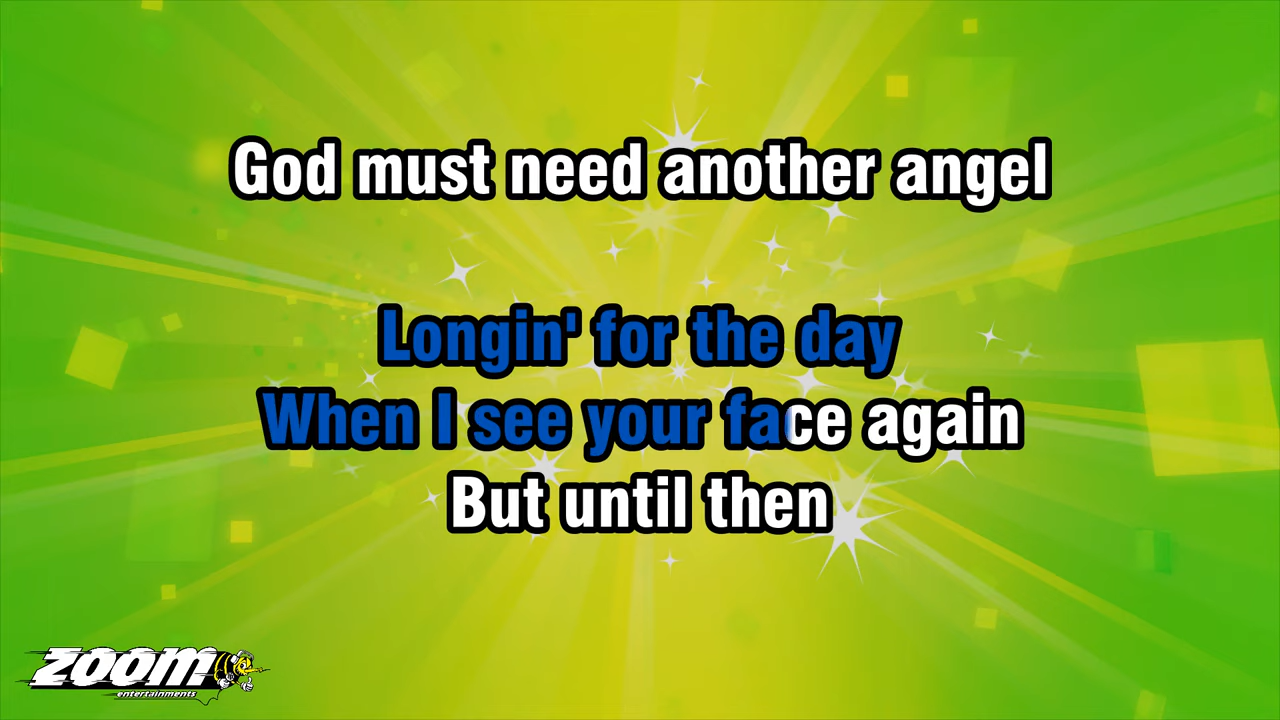 God must need another angel
Longin' for the day
When I see your face again
But until then
zoom
entertainments